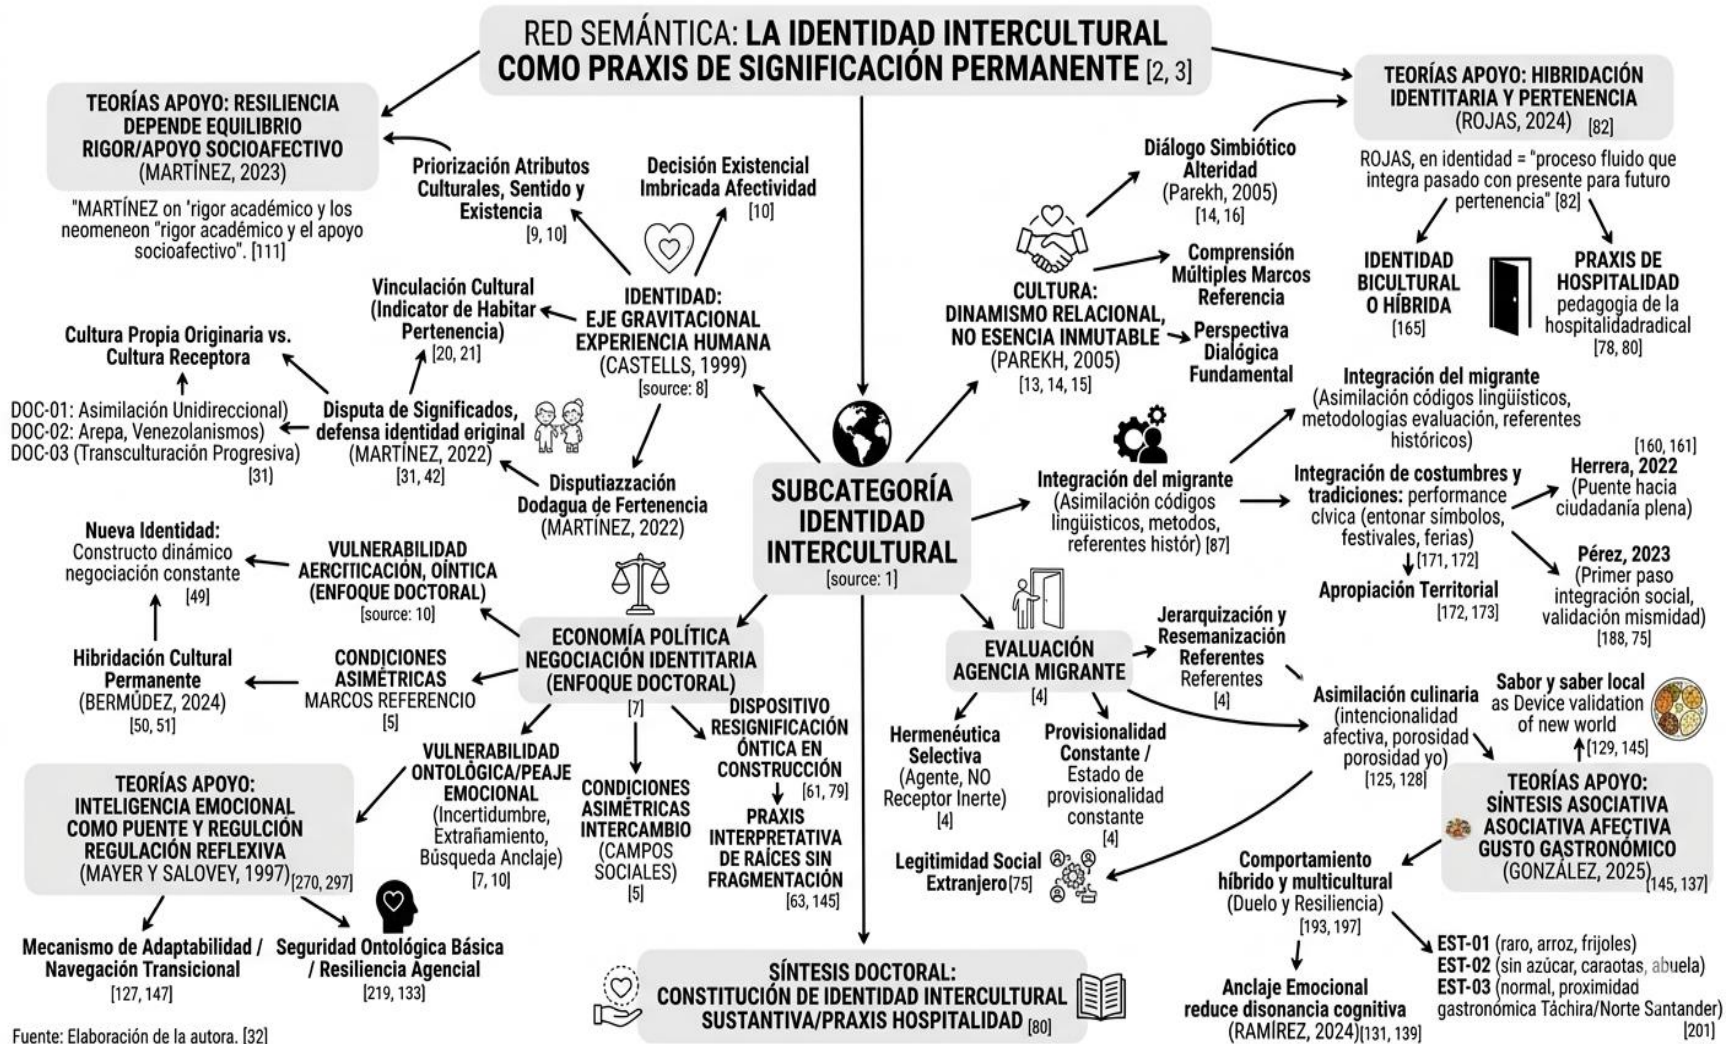 RED SEMÁNTICA: LA IDENTIDAD INTERCULTURAL
COMO PRAXIS DE SIGNIFICACIÓN PERMANENTE [2, 3]
TEORÍAS APOYO: RESILIENCIA
DEPENDE EQUILIBRIO
RIGOR/APOYO SOCIOAFECTIVO
(MARTÍNEZ, 2023)
"MARTÍNEZ on 'rigor académico y los
neomeneon "rigor académico y el apoyo
socioafectivo". [111]
Priorización Atributos
Culturales, Sentido y
Existencia
[9, 10]
Decisión Existencial
Imbricada Afectividad
[10]
Vinculación Cultural
(Indicator de Habitar
Pertenencia)
[20, 21]
IDENTIDAD:
EJE GRAVITACIONAL
EXPERIENCIA HUMANA
(CASTELLS, 1999)
[source: 8]
Cultura Propia Originaria vs.
Cultura Receptora
DOC-01: Asimilación Unidireccional)
DOC-02: Arepa, Venezolanismos)
DOC-03 (Transculturación Progresiva)
[31]
Disputa de Significados,
defensa identidad original
(MARTÍNEZ, 2022)
[31, 42]
Disputiazzación
Dodagua de Fertenencia
(MARTÍNEZ, 2022)
Diálogo Simbiótico
Alteridad
(Parekh, 2005)
[14, 16]
Comprensión
Múltiples Marcos
Referencia
CULTURA:
DINAMISMO RELACIONAL,
NO ESENCIA INMUTABLE
(PAREKH, 2005)
[13, 14, 15]
Perspectiva
Dialógica
Fundamental
TEORÍAS APOYO: HIBRIDACIÓN
IDENTITARIA Y PERTENENCIA
(ROJAS, 2024) [82]
ROJAS, en identidad = "proceso fluido que
integra pasado con presente para futuro
pertenencia" [82]
IDENTIDAD
BICULTURAL
O HÍBRIDA
[165]
PRAXIS DE
HOSPITALIDAD
pedagogia de la
hospitalidadradical
[78, 80]
SUBCATEGORÍA
IDENTIDAD
INTERCULTURAL
[source: 1]
Integración del migrante
(Asimilación códigos
lingüísticos, metodos,
referentes histór) [87]
Integración del migrante
(Asimilación códigos lingüísticos,
metodologías evaluación, referentes
históricos)
[160, 161]
Integración de costumbres y
tradiciones: performance
cívica (entonar símbolos,
festivales, ferias)
[171, 172]
Apropiación Territorial
[172, 173]
Herrera, 2022
(Puente hacia
ciudadanía plena)
Pérez, 2023
(Primer paso
integración social,
validación mismidad)
[188, 75]
Nueva Identidad:
Constructo dinámico
negociación constante
[49]
VULNERABILIDAD
AERCITICACIÓN, OÍNTICA
(ENFOQUE DOCTORAL)
[source: 10]
Hibridación Cultural
Permanente
(BERMÚDEZ, 2024)
[50, 51]
CONDICIONES
ASIMÉTRICAS
MARCOS REFERENCIO
[5]
ECONOMÍA POLÍTICA
NEGOCIACIÓN IDENTITARIA
(ENFOQUE DOCTORAL)
[7]
VULNERABILIDAD
ONTOLÓGICA/PEAJE
EMOCIONAL
(Incertidumbre,
Extrañamiento,
Búsqueda Anclaje)
[7, 10]
CONDICIONES
ASIMÉTRICAS
INTERCAMBIO
(CAMPOS
SOCIALES)
[5]
DISPOSITIVO
RESIGNIFICACIÓN
ÓNTICA EN
CONSTRUCCIÓN
[61, 79]
PRAXIS
INTERPRETATIVA
DE RAÍCES SIN
FRAGMENTACIÓN
[63, 145]
TEORÍAS APOYO:
INTELIGENCIA EMOCIONAL
COMO PUENTE Y REGULCIÓN
REGULACIÓN REFLEXIVA
(MAYER Y SALOVEY, 1997) [270, 297]
Mecanismo de Adaptabilidad /
Navegación Transicional
[127, 147]
Seguridad Ontológica Básica
/ Resiliencia Agencial
[219, 133]
EVALUACIÓN
AGENCIA MIGRANTE
[4]
Jerarquización y
Resemanización
Referentes
Referentes
[4]
Hermenéutica
Selectiva
(Agente, NO
Receptor Inerte)
[4]
Provisionalidad
Constante /
Estado de
provisionalidad
constante
[4]
Legitimidad Social
Extranjero[75]
Asimilación culinaria
(intencionalidad
afectiva, porosidad
porosidad yo)
[125, 128]
Sabor y saber local
as Device validation
of new world
[129, 145]
TEORÍAS APOYO:
SÍNTESIS ASOCIATIVA
ASOCIATIVA AFECTIVA
GUSTO GASTRONÓMICO
(GONZÁLEZ, 2025) [145, 137]
Comportamiento
híbrido y multicultural
(Duelo y Resiliencia)
[193, 197]
Anclaje Emocional
reduce disonancia cognitiva
(RAMÍREZ, 2024)[131, 139]
EST-01 (raro, arroz, frijoles)
EST-02 (sin azúcar, caraotas, abuela)
EST-03 (normal, proximidad
gastronómica Táchira/Norte Santander)
[201]
SÍNTESIS DOCTORAL:
CONSTITUCIÓN DE IDENTIDAD INTERCULTURAL
SUSTANTIVA/PRAXIS HOSPITALIDAD [80]
Fuente: Elaboración de la autora. [32]